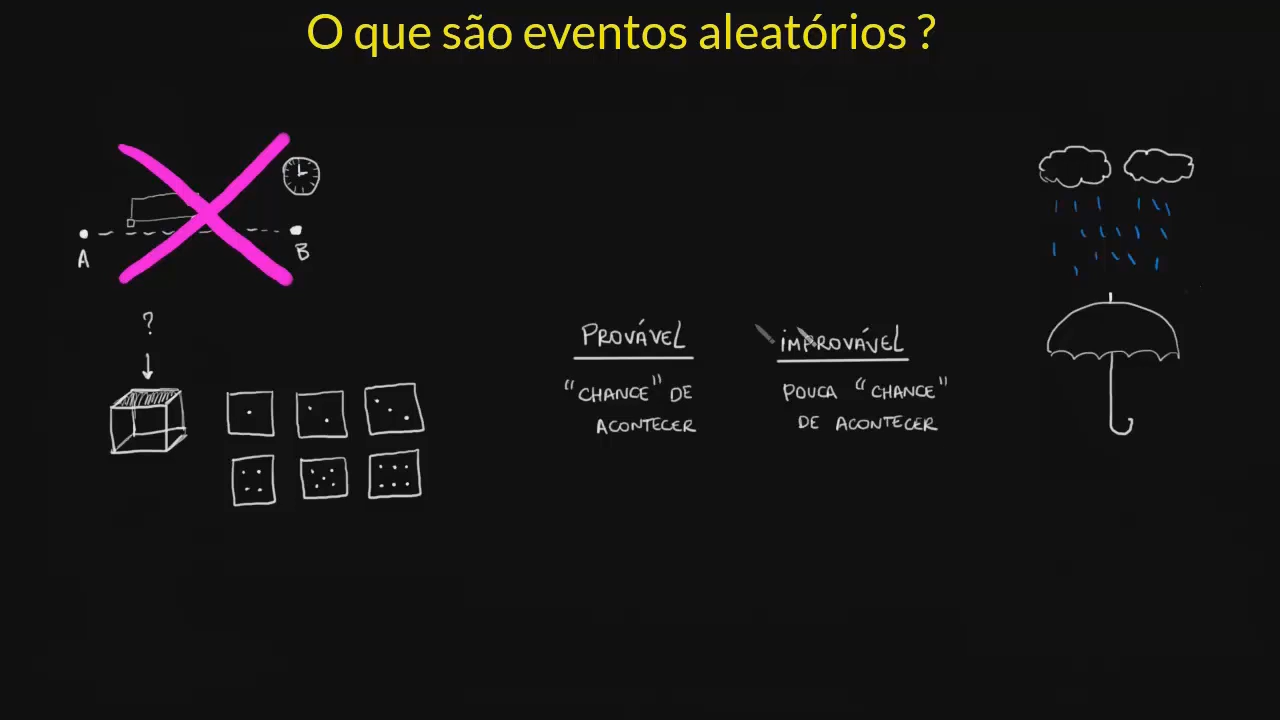 O que são eventos aleatórios ?
A
B
?
PROVÁVEL
"CHANCE" DE
ACONTECER
IMPROVÁVEL
POUCA "CHANCE"
DE ACONTECER